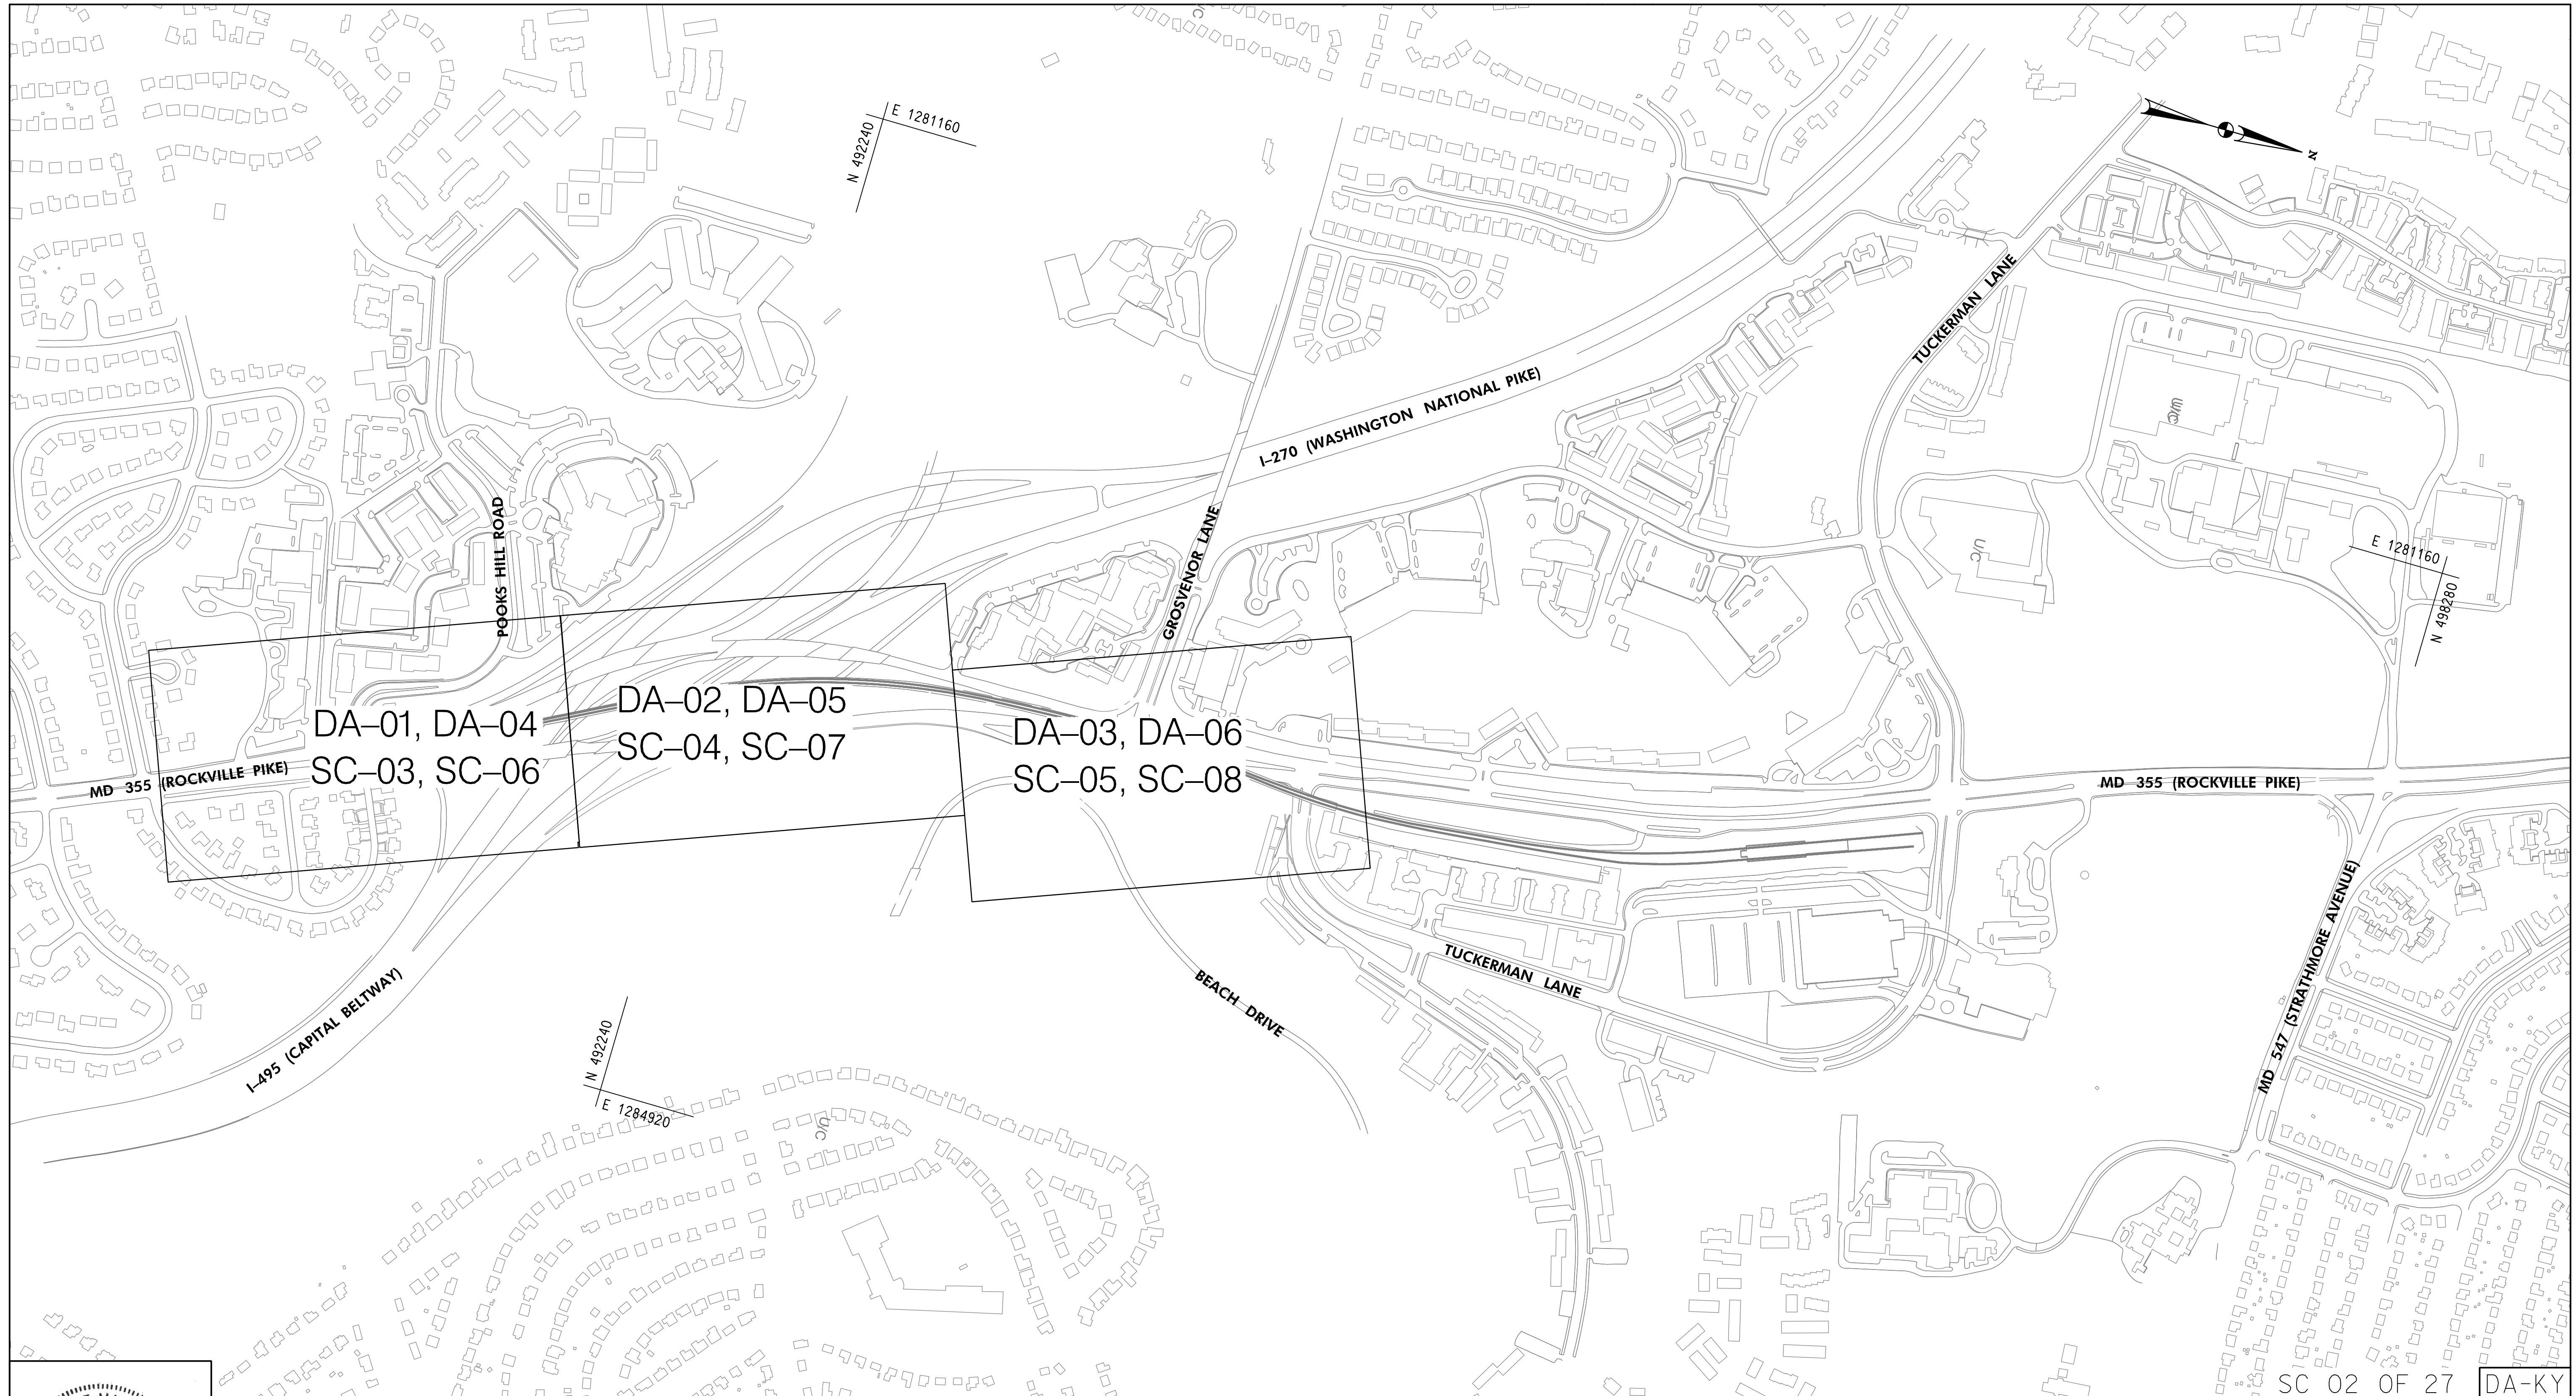 U/C
E 1281160
N 492240
N
TUCKERMAN LANE
I-270 (WASHINGTON NATIONAL PIKE)
U/C
POOKS HILL ROAD
GROSVENOR LANE
U/C
E 1281160
N 498280
DA-01, DA-04
SC-03, SC-06
DA-02, DA-05
SC-04, SC-07
DA-03, DA-06
SC-05, SC-08
MD 355 (ROCKVILLE PIKE)
MD 355 (ROCKVILLE PIKE)
I-495 (CAPITAL BELTWAY)
BEACH DRIVE
TUCKERMAN LANE
MD 547 (STRATHMORE AVENUE)
N 492240
E 1284920
U/C
SC 02 OF 27
DA-KY